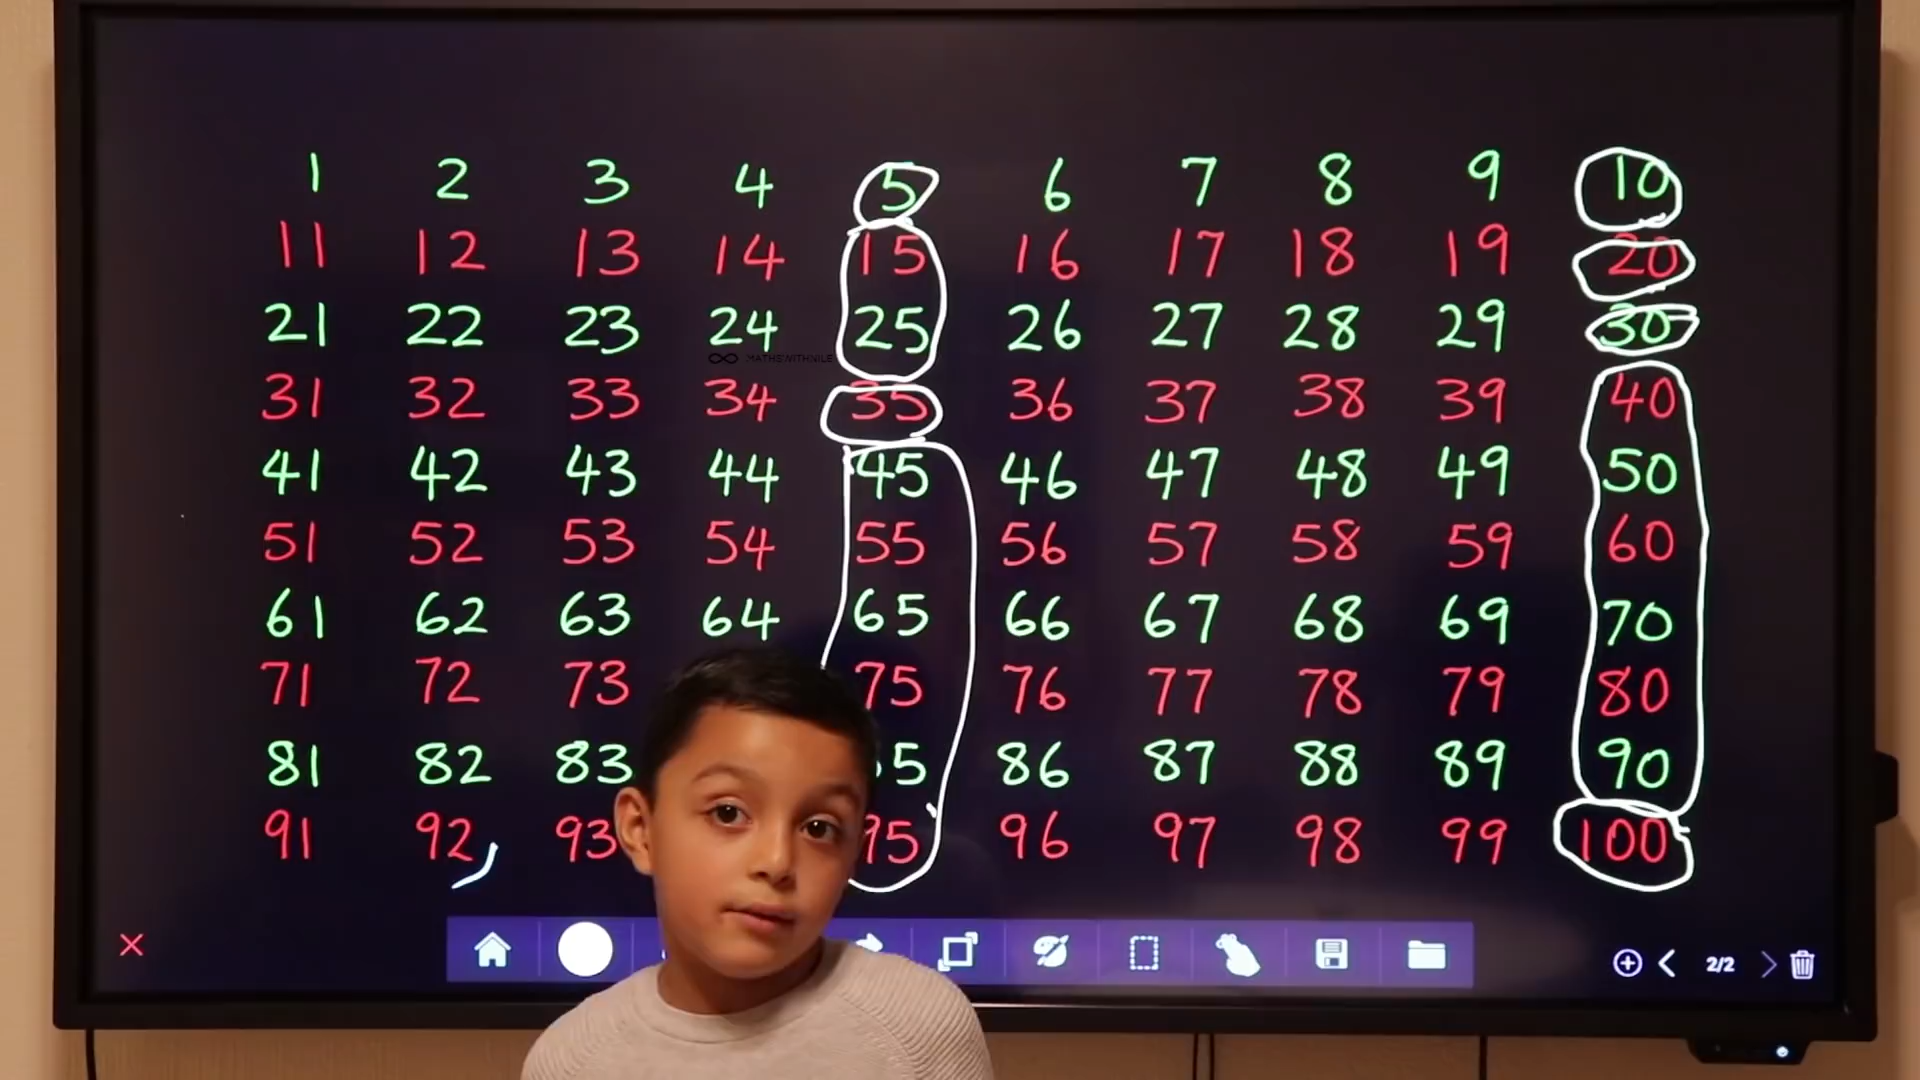 1 2 3 4 5 6 7 8 9 10
11 12 13 14 15 16 17 18 19 20
21 22 23 24 25 26 27 28 29 30
MATHSWITHNILE
31 32 33 34 35 36 37 38 39 40
41 42 43 44 45 46 47 48 49 50
51 52 53 54 55 56 57 58 59 60
61 62 63 64 65 66 67 68 69 70
71 72 73 75 76 77 78 79 80
81 82 83 86 87 88 89 90
91 92 93 95 96 97 98 99 100
2/2